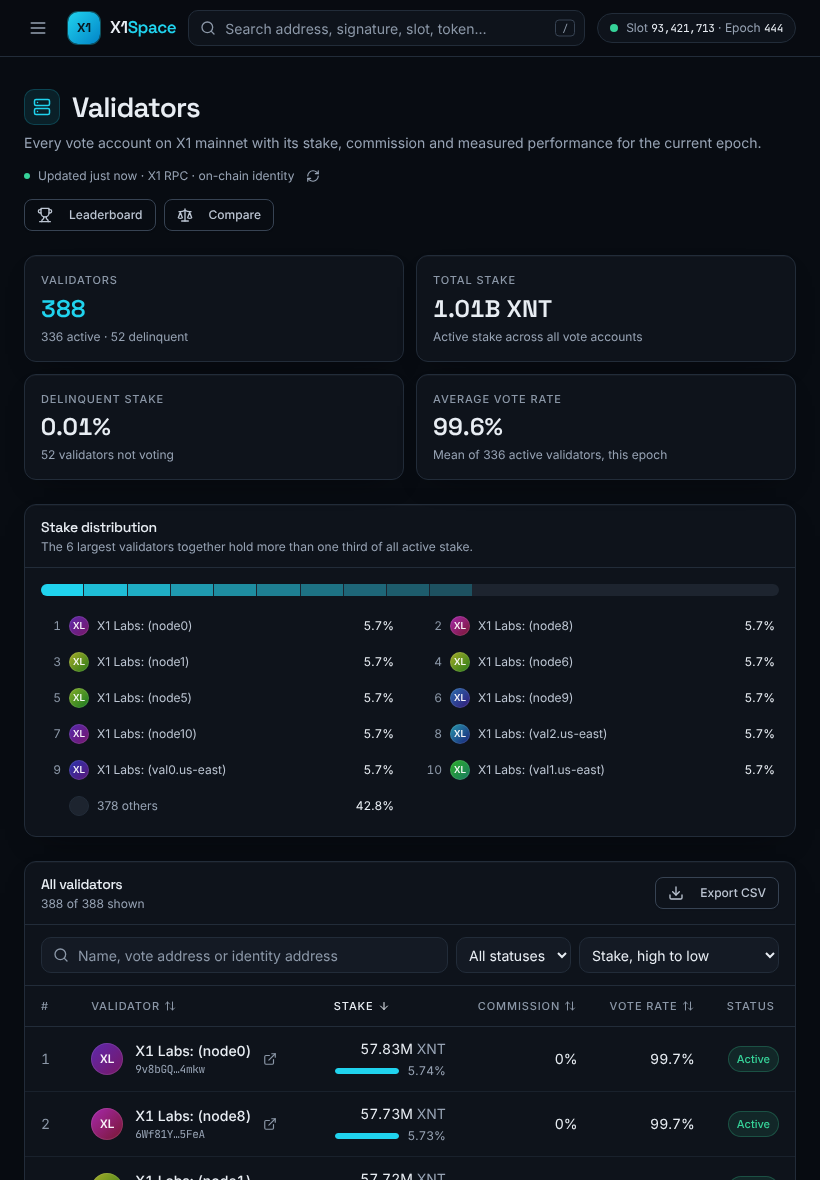 X1 X1Space Search address, signature, slot, token... / Slot 93,421,713 · Epoch 444
Validators
Every vote account on X1 mainnet with its stake, commission and measured performance for the current epoch.
Updated just now · X1 RPC · on-chain identity
Leaderboard Compare
VALIDATORS
388
336 active · 52 delinquent
TOTAL STAKE
1.01B XNT
Active stake across all vote accounts
DELINQUENT STAKE
0.01%
52 validators not voting
AVERAGE VOTE RATE
99.6%
Mean of 336 active validators, this epoch
Stake distribution
The 6 largest validators together hold more than one third of all active stake.
1 XL X1 Labs: (node0) 5.7% 2 XL X1 Labs: (node8) 5.7%
3 XL X1 Labs: (node1) 5.7% 4 XL X1 Labs: (node6) 5.7%
5 XL X1 Labs: (node5) 5.7% 6 XL X1 Labs: (node9) 5.7%
7 XL X1 Labs: (node10) 5.7% 8 XL X1 Labs: (val2.us-east) 5.7%
9 XL X1 Labs: (val0.us-east) 5.7% 10 XL X1 Labs: (val1.us-east) 5.7%
378 others 42.8%
All validators
388 of 388 shown
Export CSV
Name, vote address or identity address All statuses Stake, high to low
# VALIDATOR STAKE COMMISSION VOTE RATE STATUS
1 XL X1 Labs: (node0) 57.83M XNT 0% 99.7% Active
9v8bGQ…4mkw 5.74%
2 XL X1 Labs: (node8) 57.73M XNT 0% 99.7% Active
6Wf81Y…5FeA 5.73%
X1 Labs: (node1) 57.72M XNT